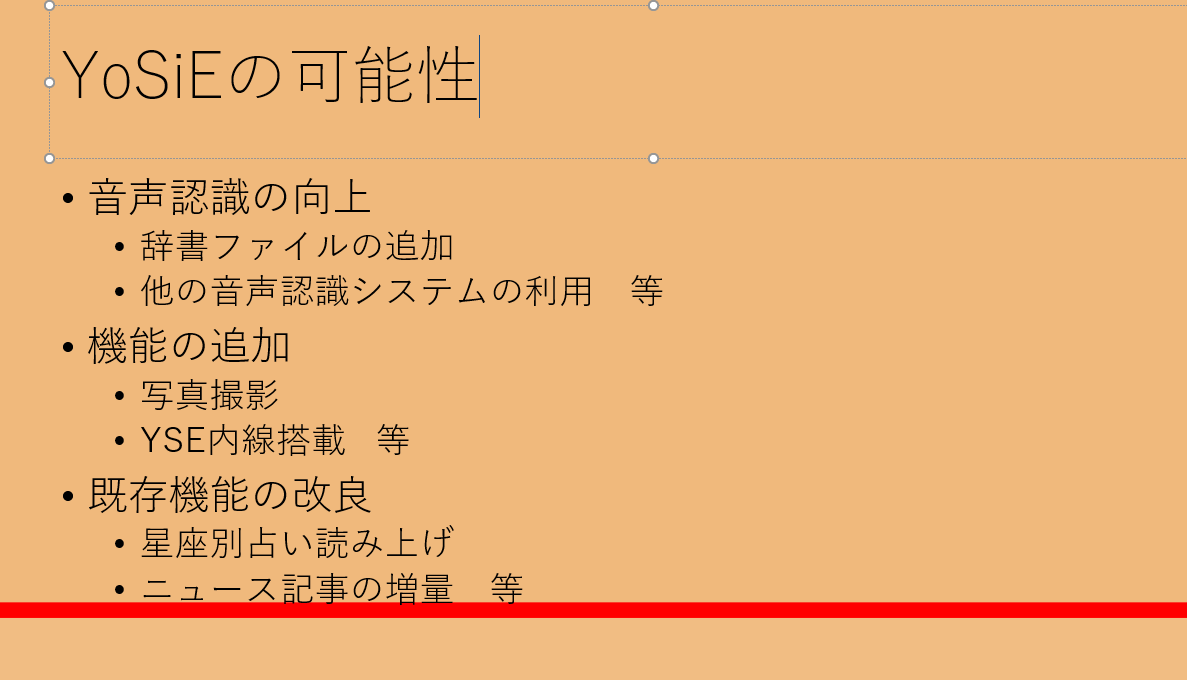 YoSiEの可能性
• 音声認識の向上
• 辞書ファイルの追加
• 他の音声認識システムの利用　等
• 機能の追加
• 写真撮影
• YSE内線搭載　等
• 既存機能の改良
• 星座別占い読み上げ
• ニュース記事の増量　等